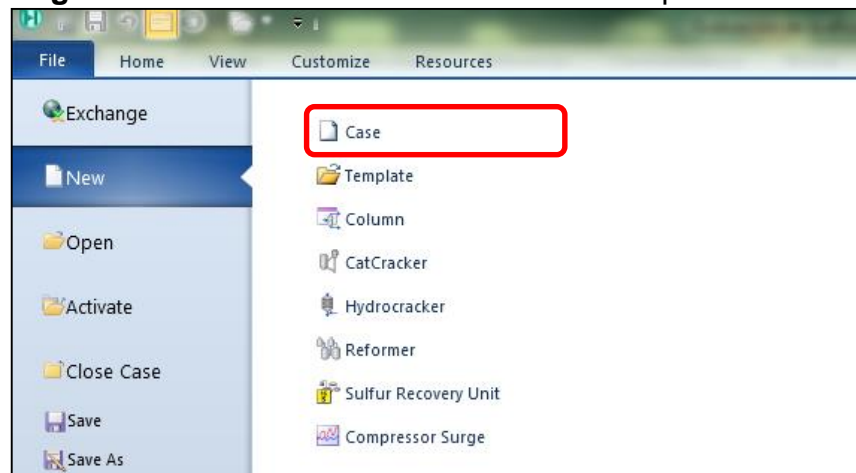 File Home View Customize Resources
Exchange
New
Open
Activate
Close Case
Save
Save As
Case
Template
Column
CatCracker
Hydrocracker
Reformer
Sulfur Recovery Unit
Compressor Surge